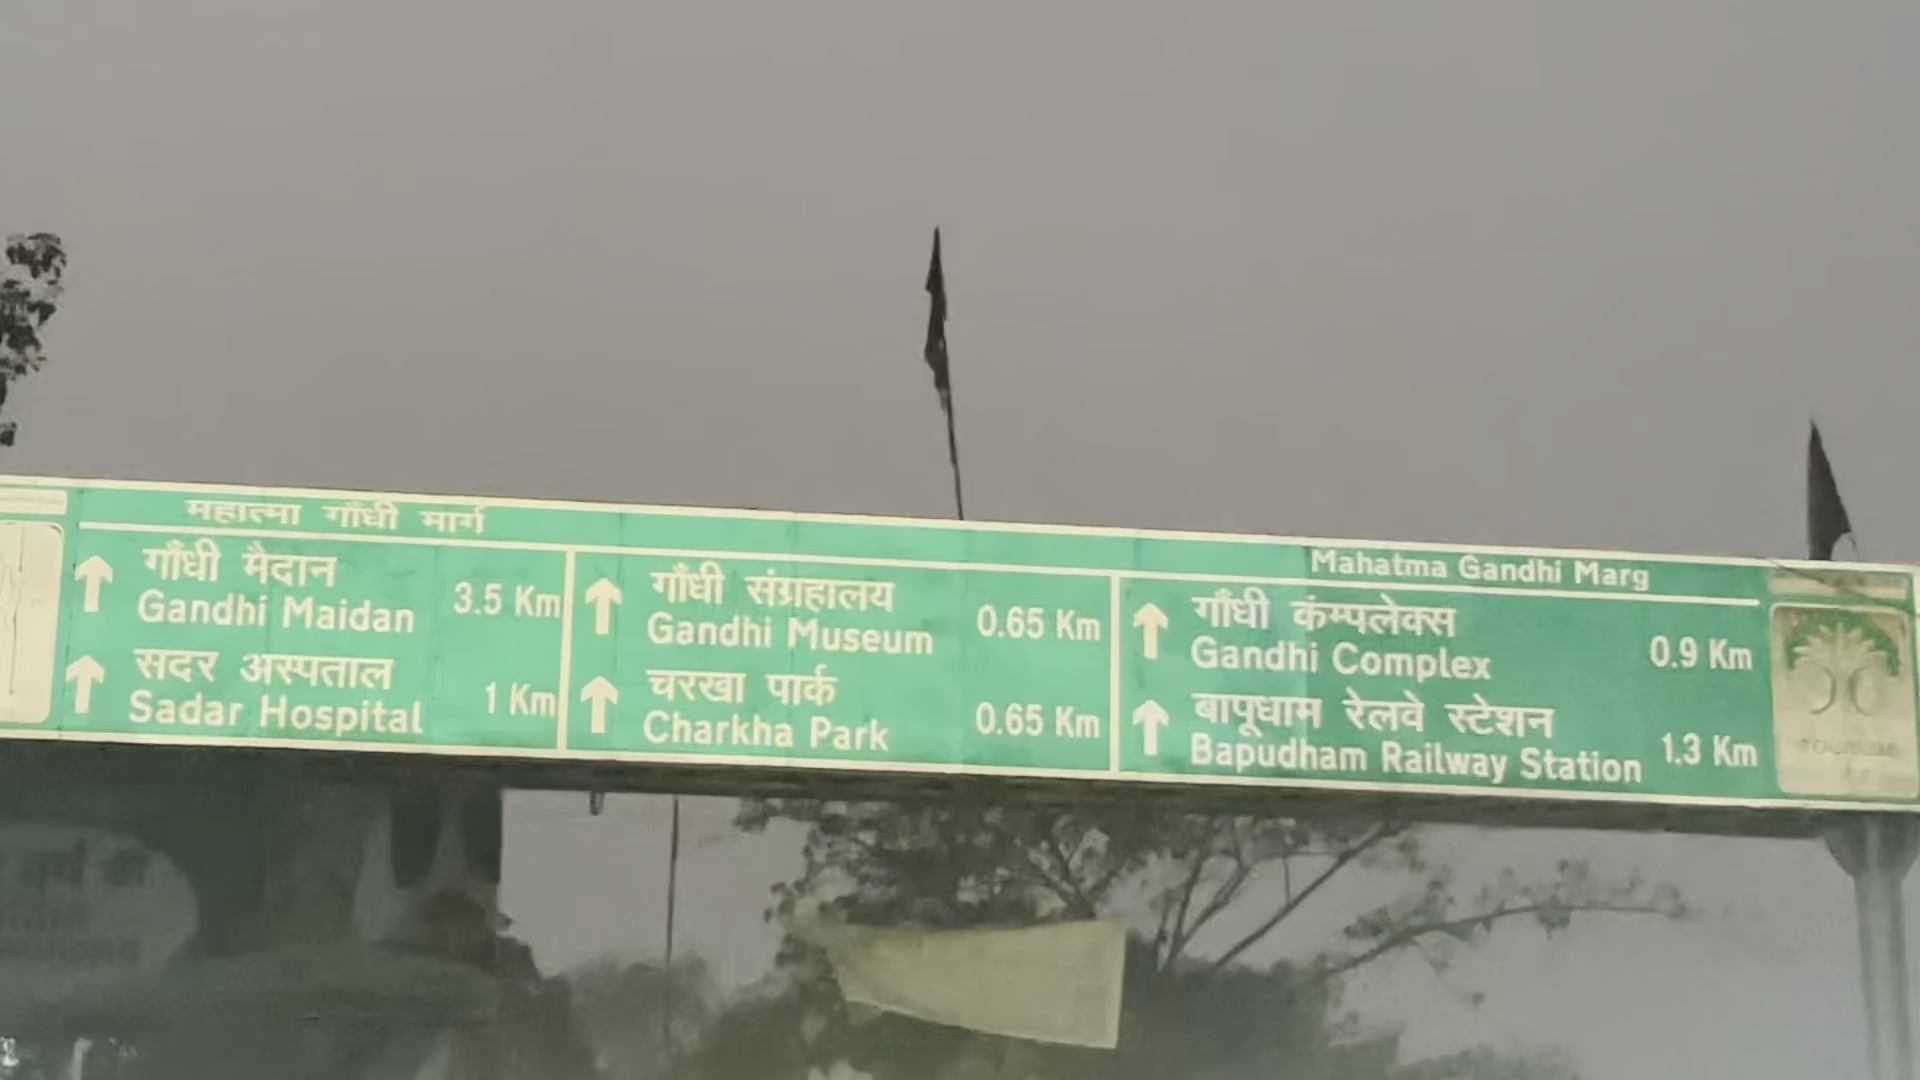 महात्मा गाँधी मार्ग
Mahatma Gandhi Marg
गाँधी मैदान
Gandhi Maidan 3.5 Km
सदर अस्पताल
Sadar Hospital 1 Km
गाँधी संग्रहालय
Gandhi Museum 0.65 Km
चरखा पार्क
Charkha Park 0.65 Km
गाँधी कंम्पलेक्स
Gandhi Complex 0.9 Km
बापूधाम रेलवे स्टेशन
Bapudham Railway Station 1.3 Km
TOURISM